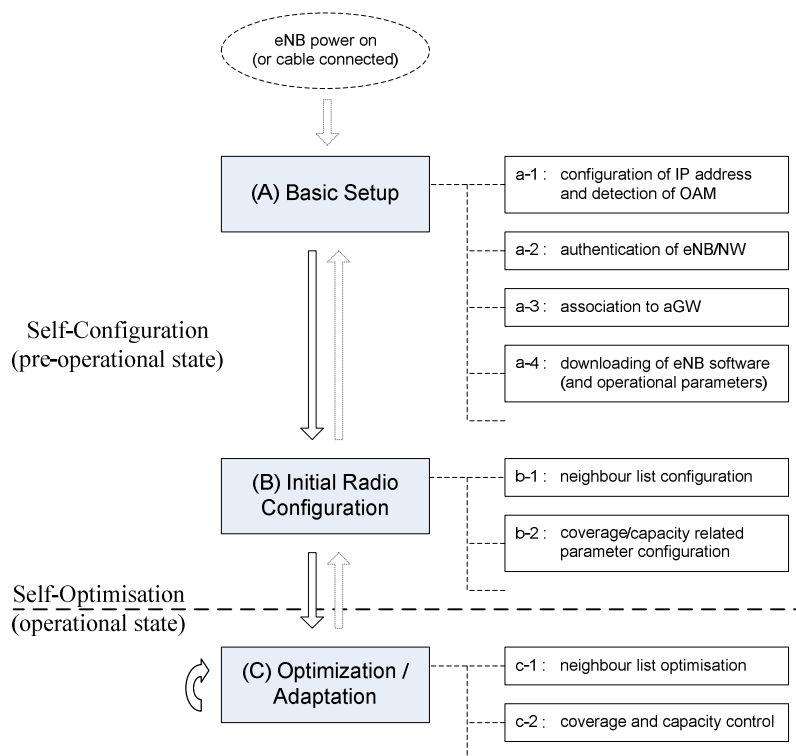 eNB power on
(or cable connected)
(A) Basic Setup
a-1 : configuration of IP address
and detection of OAM
a-2 : authentication of eNB/NW
a-3 : association to aGW
a-4 : downloading of eNB software
(and operational parameters)
Self-Configuration
(pre-operational state)
(B) Initial Radio
Configuration
b-1 : neighbour list configuration
b-2 : coverage/capacity related
parameter configuration
Self-Optimisation
(operational state)
(C) Optimization /
Adaptation
c-1 : neighbour list optimisation
c-2 : coverage and capacity control